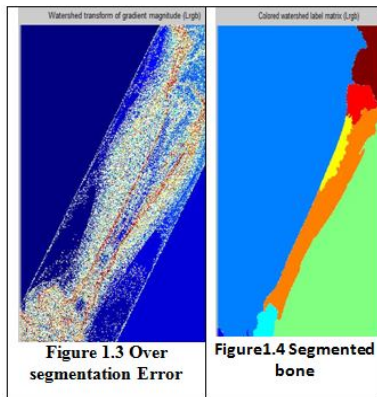 Watershed transform of gradient magnitude (Lrgb)
Colored watershed label matrix (Lrgb)
Figure 1.3 Over
segmentation Error
Figure1.4 Segmented
bone